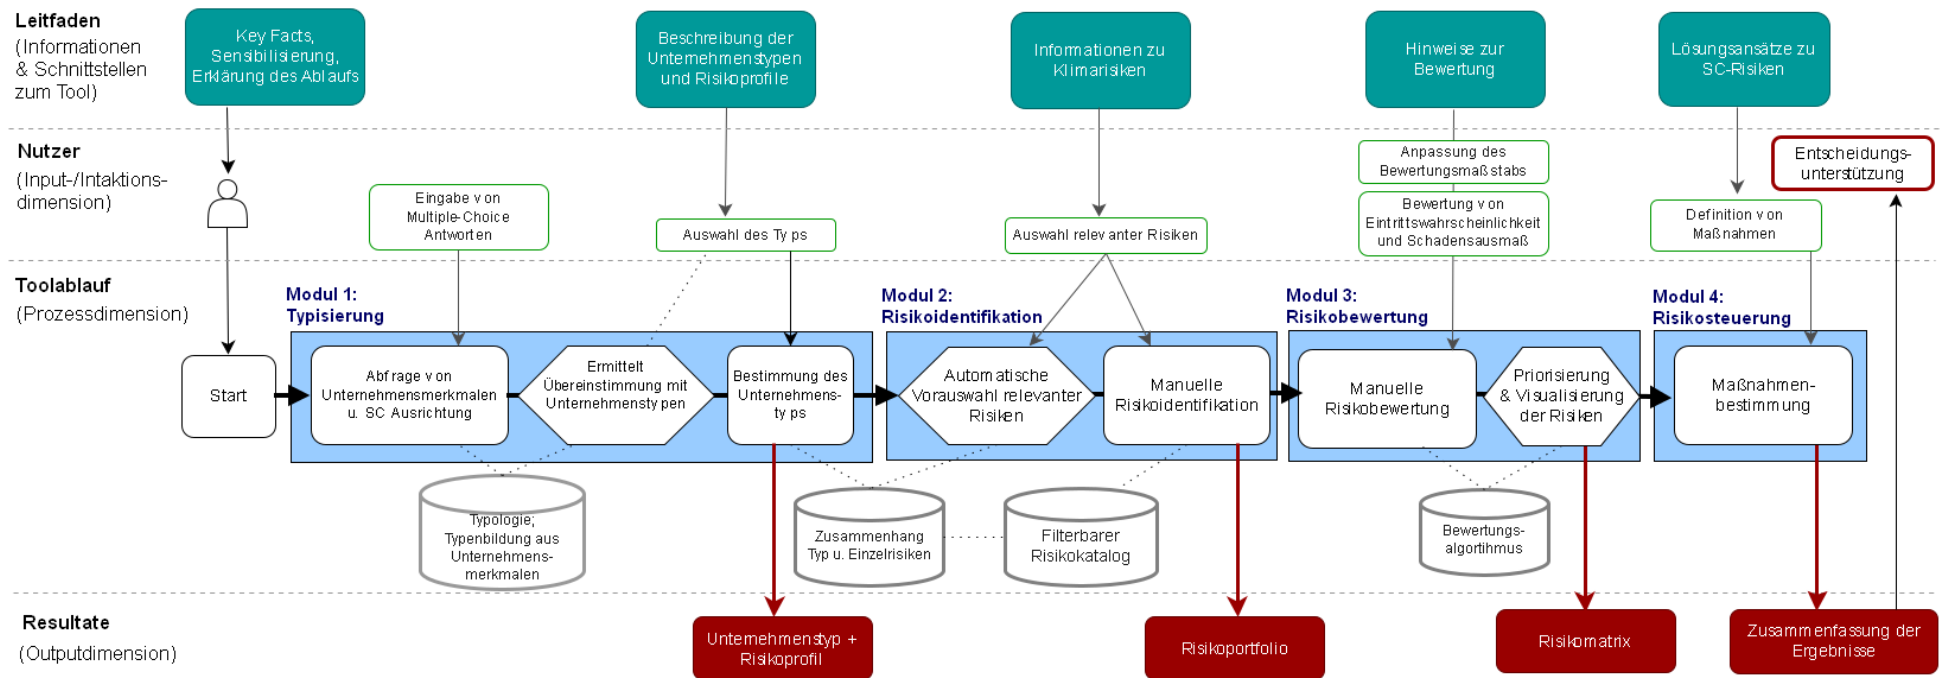 Leitfaden
(Informationen
& Schnittstellen
zum Tool)
Key Facts,
Sensibilisierung,
Erklärung des Ablaufs
Beschreibung der
Unternehmenstypen
und Risikoprofile
Informationen zu
Klimarisiken
Hinweise zur
Bewertung
Lösungsansätze zu
SC-Risiken
Nutzer
(Input-/Intaktions-
dimension)
Eingabe von
Multiple-Choice
Antworten
Auswahl des Typs
Auswahl relevanter Risiken
Anpassung des
Bewertungsmaßstabs
Bewertung von
Eintrittswahrscheinlichkeit
und Schadensausmaß
Definition von
Maßnahmen
Entscheidungs-
unterstützung
Toolablauf
(Prozessdimension)
Modul 1:
Typisierung
Modul 2:
Risikoidentifikation
Modul 3:
Risikobewertung
Modul 4:
Risikosteuerung
Start
Abfrage von
Unternehmensmerkmalen
u. SC Ausrichtung
Ermittelt
Übereinstimmung mit
Unternehmenstypen
Bestimmung des
Unternehmens-
typs
Automatische
Vorauswahl relevanter
Risiken
Manuelle
Risikoidentifikation
Manuelle
Risikobewertung
Priorisierung
& Visualisierung
der Risiken
Maßnahmen-
bestimmung
Typologie;
Typenbildung aus
Unternehmens-
merkmalen
Zusammenhang
Typ u. Einzelrisiken
Filterbarer
Risikokatalog
Bewertungs-
algortihmus
Resultate
(Outputdimension)
Unternehmenstyp +
Risikoprofil
Risikoportfolio
Risikomatrix
Zusammenfassung der
Ergebnisse